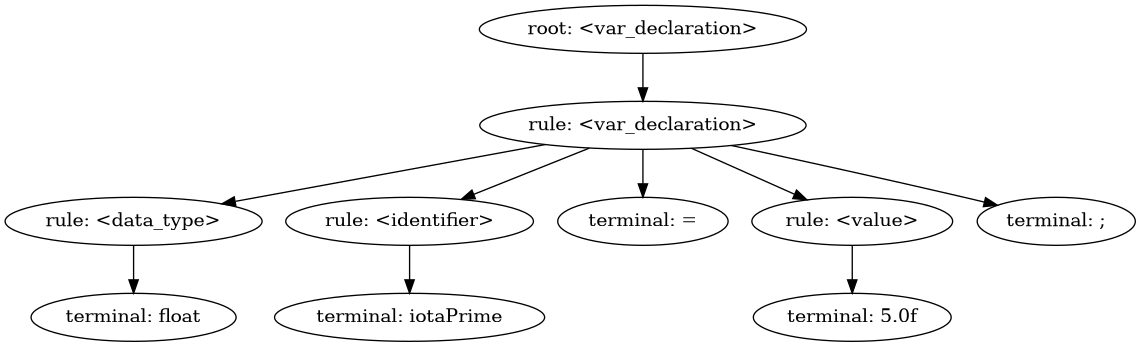 root: <var_declaration>
rule: <var_declaration>
rule: <data_type>
rule: <identifier>
terminal: =
rule: <value>
terminal: ;
terminal: float
terminal: iotaPrime
terminal: 5.0f